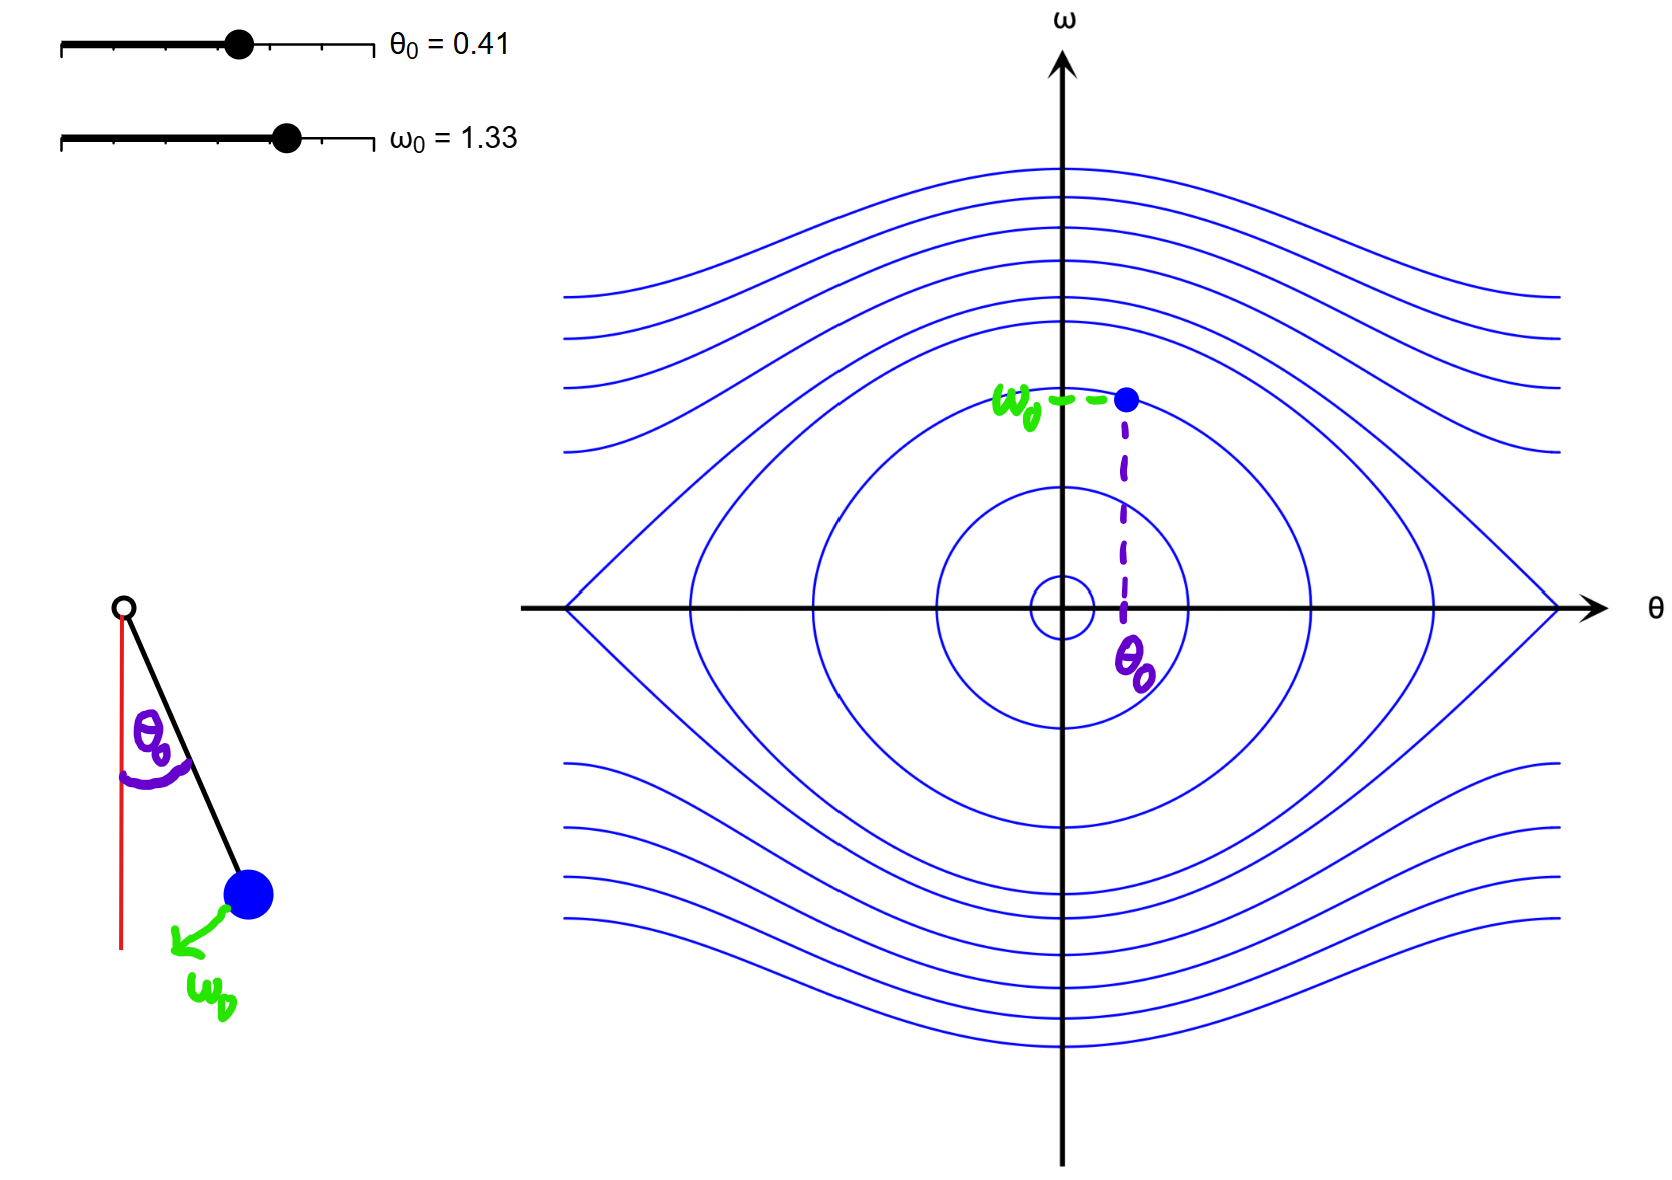 θ₀ = 0.41
ω₀ = 1.33
ω
ω₀
θ
θ₀
θ₀
ω₀